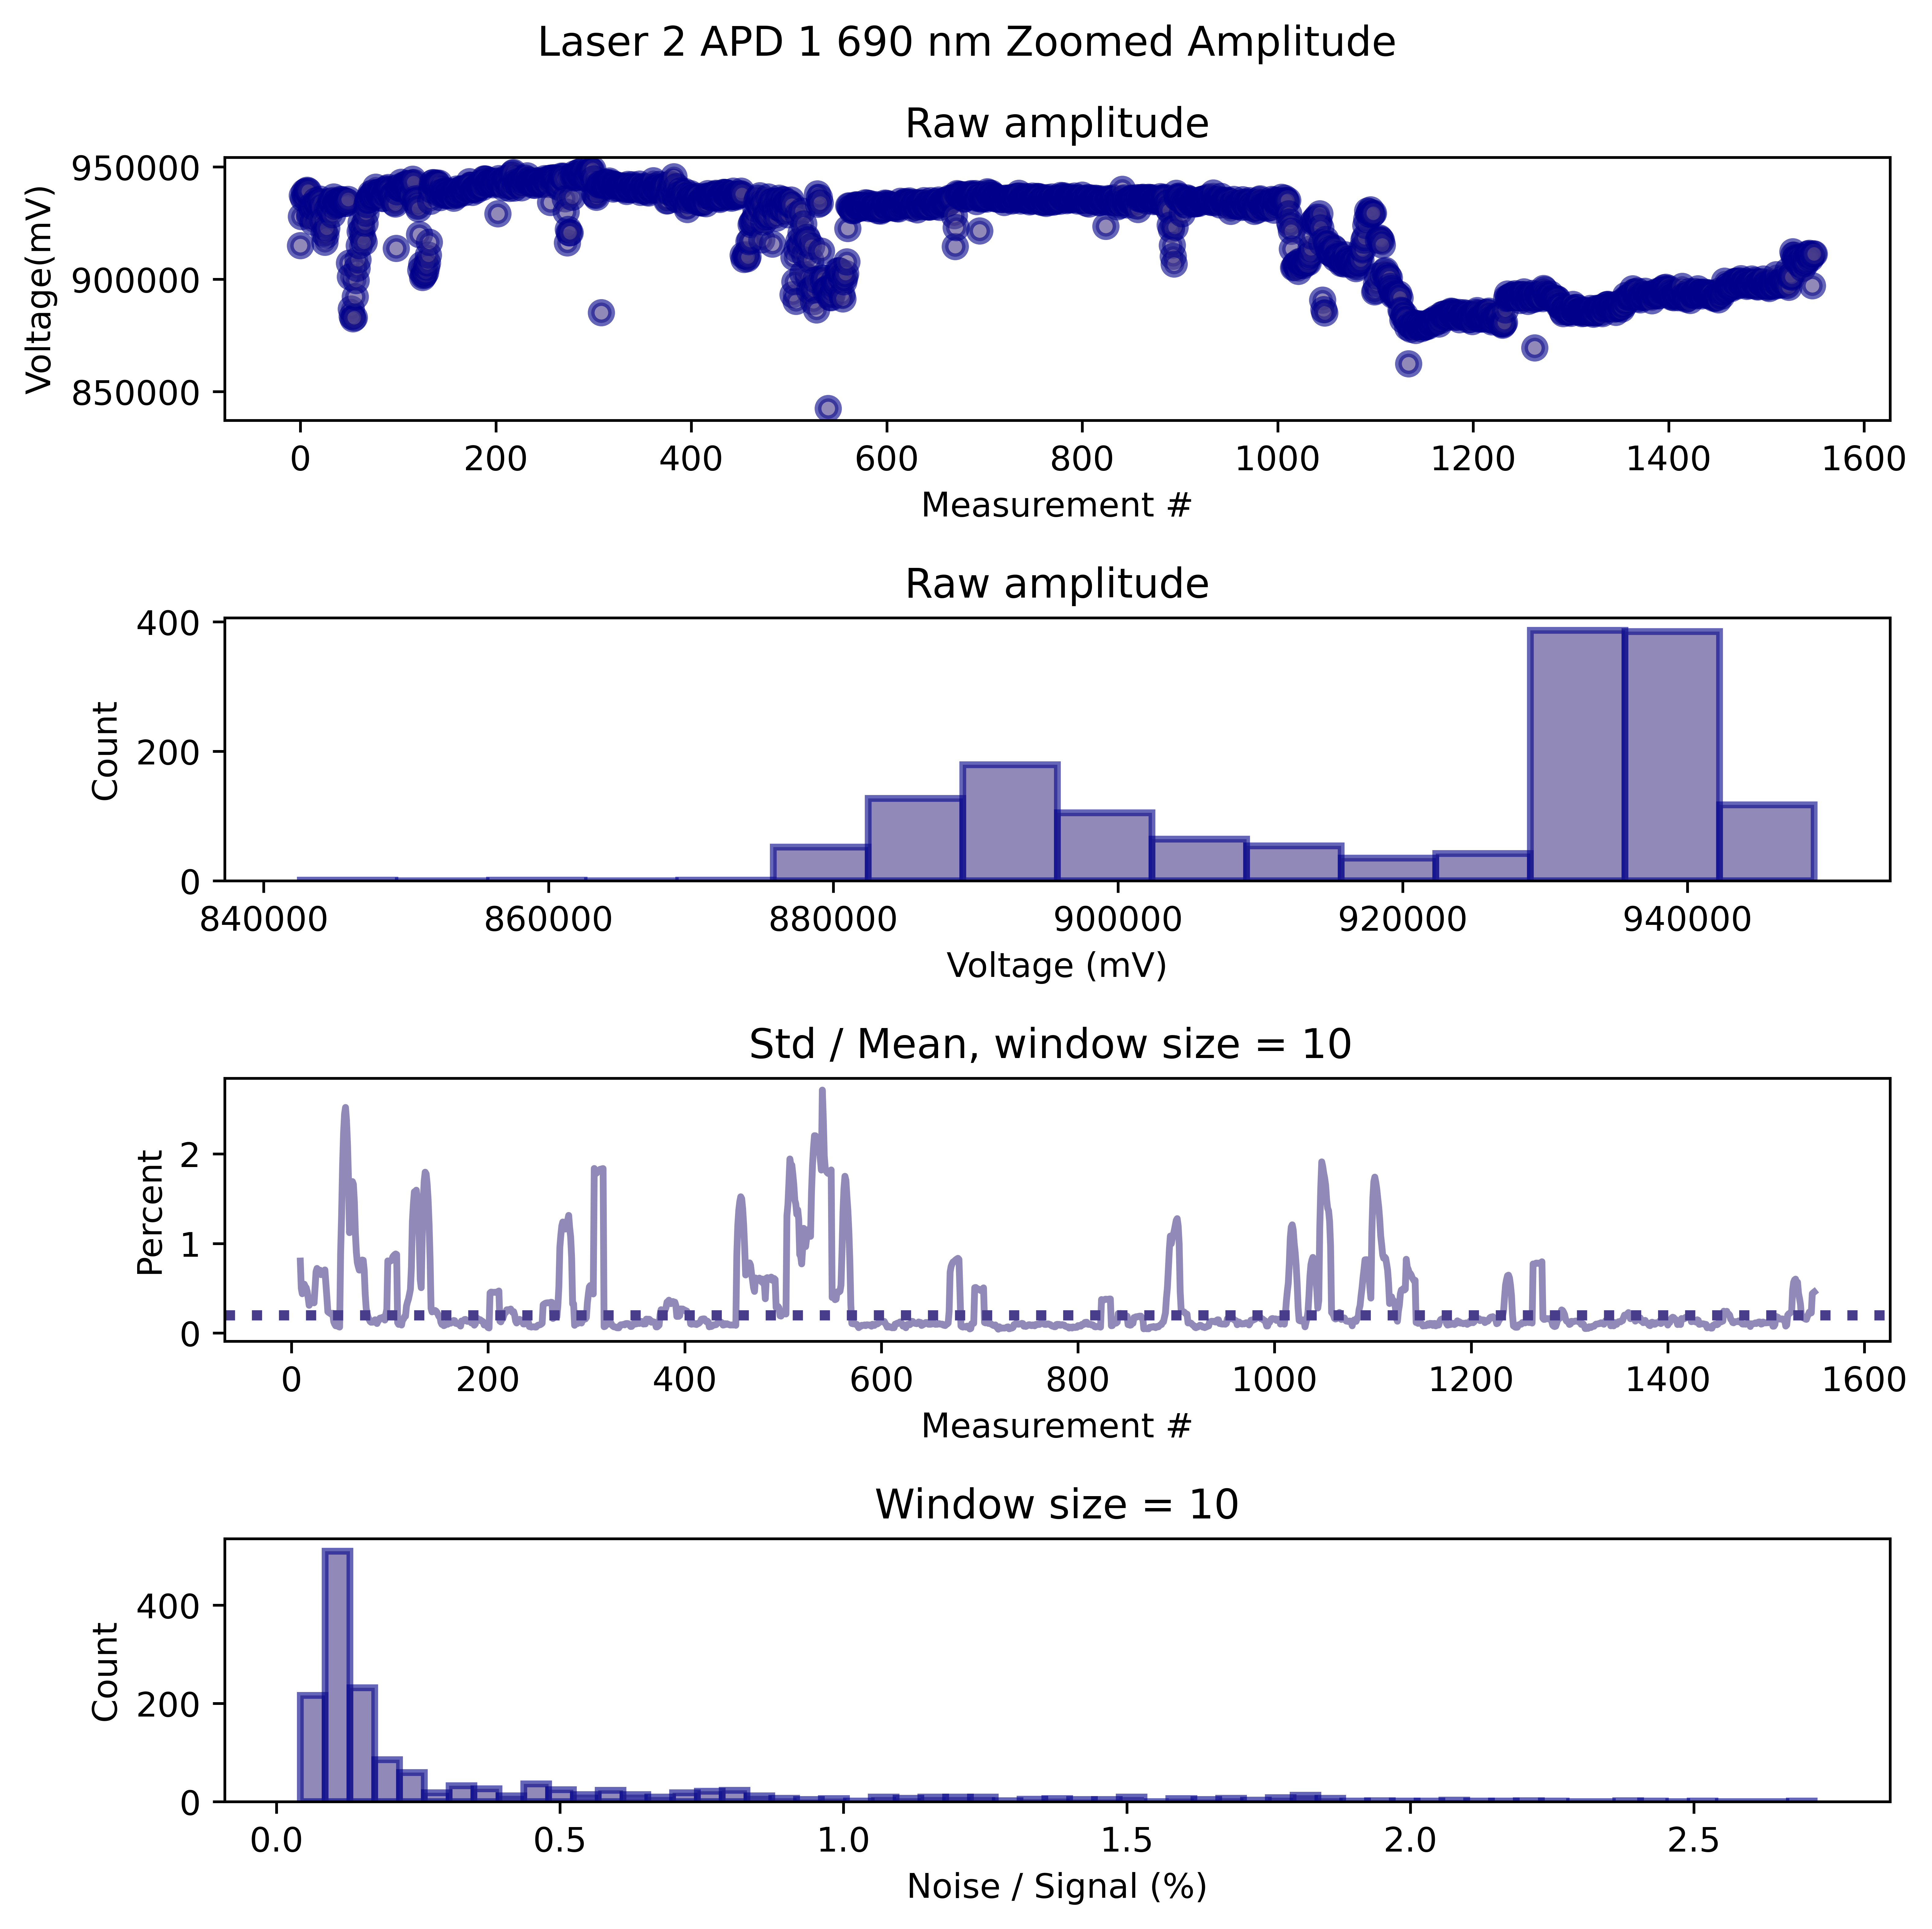 Laser 2 APD 1 690 nm Zoomed Amplitude
Raw amplitude
Voltage(mV)
950000
900000
850000
0 200 400 600 800 1000 1200 1400 1600
Measurement #
Raw amplitude
Count
400
200
0
840000 860000 880000 900000 920000 940000
Voltage (mV)
Std / Mean, window size = 10
Percent
2
1
0
0 200 400 600 800 1000 1200 1400 1600
Measurement #
Window size = 10
Count
400
200
0
0.0 0.5 1.0 1.5 2.0 2.5
Noise / Signal (%)